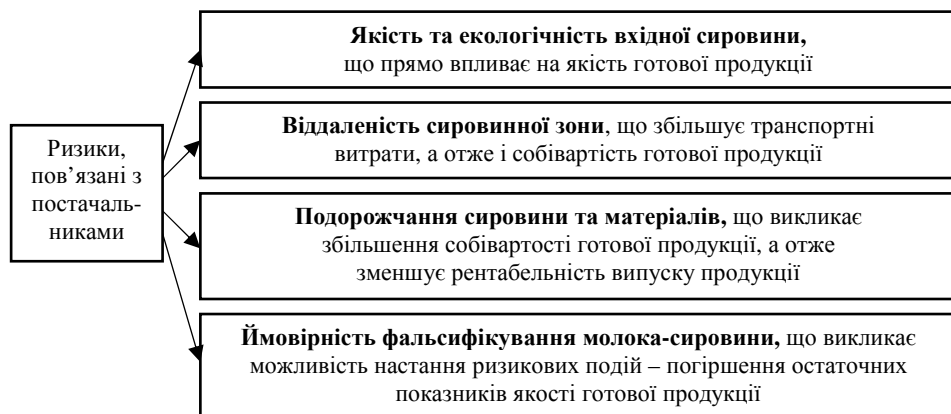 Якість та екологічність вхідної сировини,
що прямо впливає на якість готової продукції
Ризики,
пов’язані з
постачаль-
никами
Віддаленість сировинної зони, що збільшує транспортні
витрати, а отже і собівартість готової продукції
Подорожчання сировини та матеріалів, що викликає
збільшення собівартості готової продукції, а отже
зменшує рентабельність випуску продукції
Ймовірність фальсифікування молока-сировини, що викликає
можливість настання ризикових подій – погіршення остаточних
показників якості готової продукції